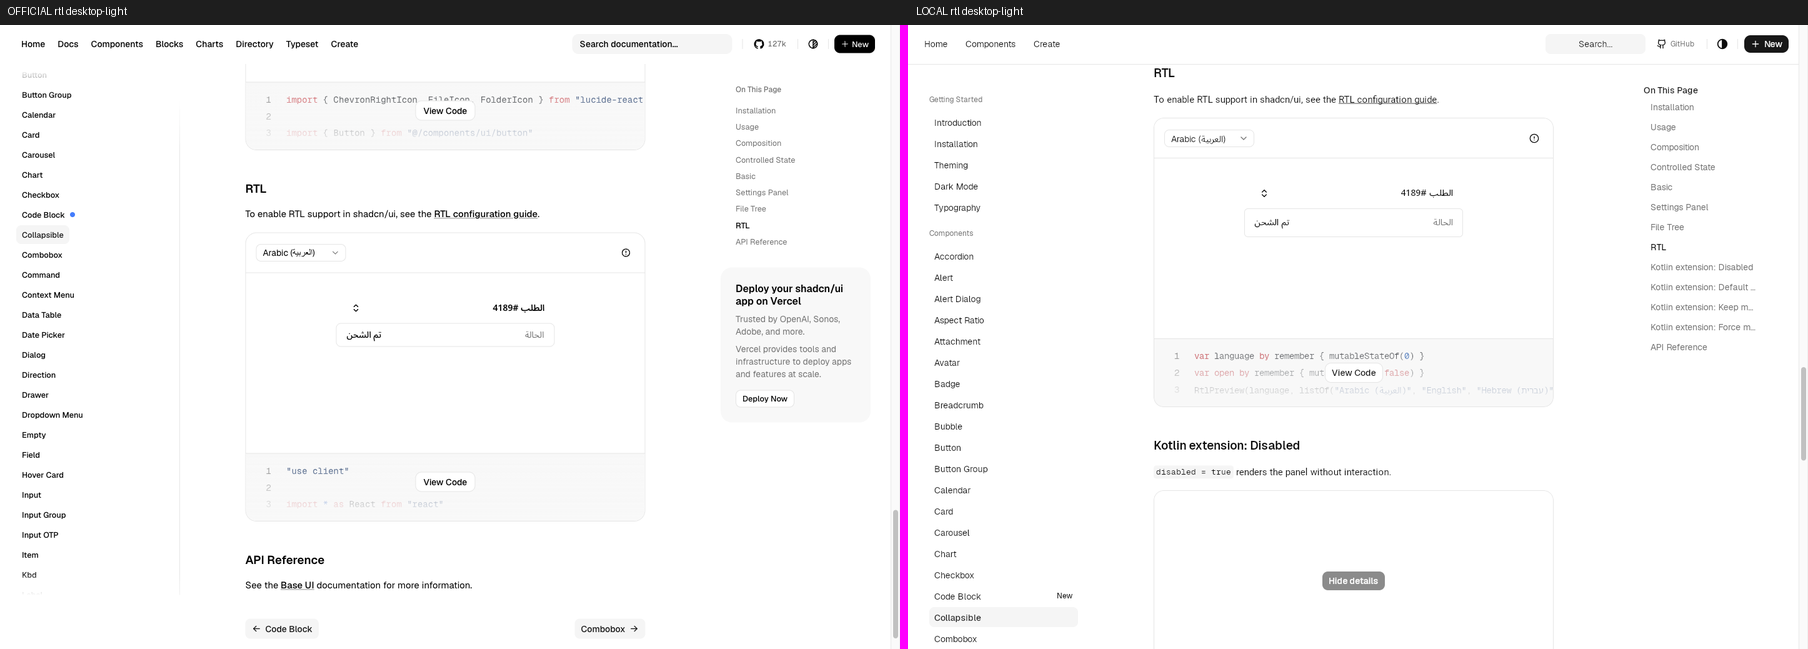 OFFICIAL rtl desktop-light
Home Docs Components Blocks Charts Directory Typeset Create
Search documentation...
127k
+ New
Button
Button Group
Calendar
Card
Carousel
Chart
Checkbox
Code Block
Collapsible
Combobox
Command
Context Menu
Data Table
Date Picker
Dialog
Direction
Drawer
Dropdown Menu
Empty
Field
Hover Card
Input
Input Group
Input OTP
Item
Kbd
1 import { ChevronRightIcon, FileIcon, FolderIcon } from "lucide-react
2
View Code
3 import { Button } from "@/components/ui/button"
RTL
To enable RTL support in shadcn/ui, see the RTL configuration guide.
Arabic (العربية)
الطلب #4189
الحالة
تم الشحن
1 "use client"
2
View Code
3 import * as React from "react"
API Reference
See the Base UI documentation for more information.
← Code Block
Combobox →
On This Page
Installation
Usage
Composition
Controlled State
Basic
Settings Panel
File Tree
RTL
API Reference
Deploy your shadcn/ui
app on Vercel
Trusted by OpenAI, Sonos,
Adobe, and more.
Vercel provides tools and
infrastructure to deploy apps
and features at scale.
Deploy Now
LOCAL rtl desktop-light
Home Components Create
Search...
GitHub
+ New
Getting Started
Introduction
Installation
Theming
Dark Mode
Typography
Components
Accordion
Alert
Alert Dialog
Aspect Ratio
Attachment
Avatar
Badge
Breadcrumb
Bubble
Button
Button Group
Calendar
Card
Carousel
Chart
Checkbox
Code Block New
Collapsible
Combobox
RTL
To enable RTL support in shadcn/ui, see the RTL configuration guide.
Arabic (العربية)
الطلب #4189
الحالة
تم الشحن
1 var language by remember { mutableStateOf(0) }
2 var open by remember { mut
View Code
false) }
3 RtlPreview(language, listOf("Arabic (العربية)", "English", "Hebrew (עברית)"
Kotlin extension: Disabled
disabled = true renders the panel without interaction.
Hide details
On This Page
Installation
Usage
Composition
Controlled State
Basic
Settings Panel
File Tree
RTL
Kotlin extension: Disabled
Kotlin extension: Default ...
Kotlin extension: Keep m...
Kotlin extension: Force m...
API Reference